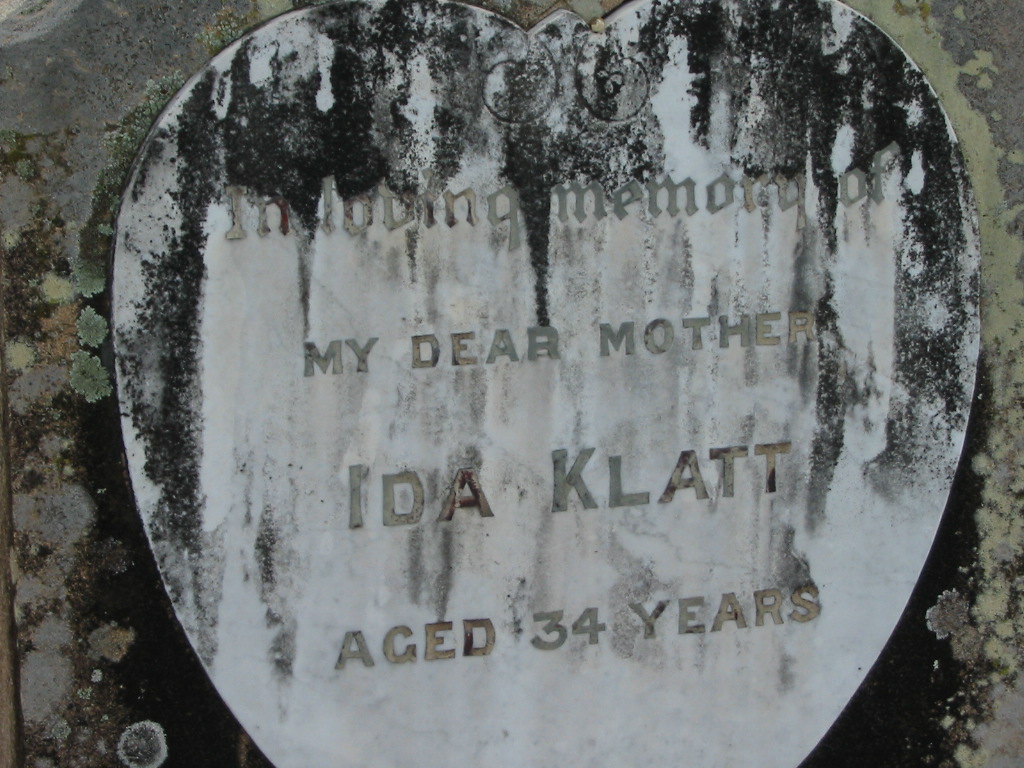 In loving memory of
MY DEAR MOTHER
IDA KLATT
AGED 34 YEARS